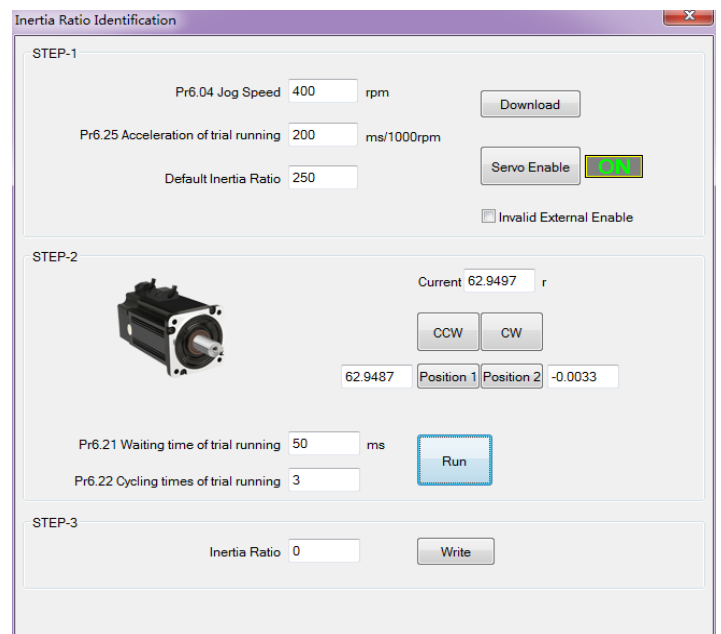 Inertia Ratio Identification
STEP-1
Pr6.04 Jog Speed 400 rpm
Download
Pr6.25 Acceleration of trial running 200 ms/1000rpm
Servo Enable ON
Default Inertia Ratio 250
Invalid External Enable
STEP-2
Current 62.9497 r
CCW CW
62.9487 Position 1 Position 2 -0.0033
Pr6.21 Waiting time of trial running 50 ms
Run
Pr6.22 Cycling times of trial running 3
STEP-3
Inertia Ratio 0 Write